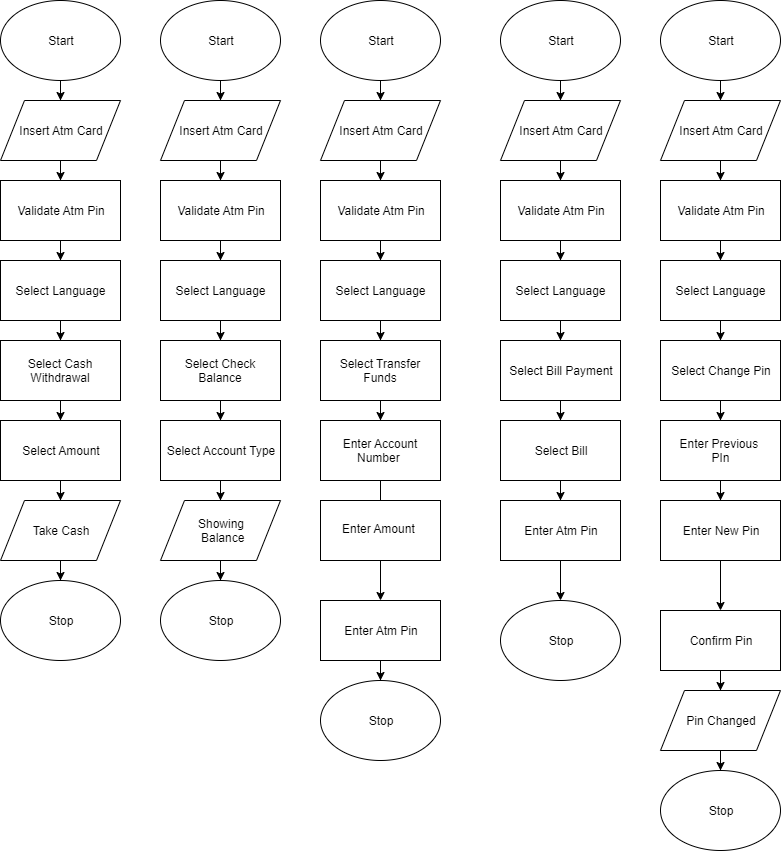 Start
Insert Atm Card
Validate Atm Pin
Select Language
Select Cash
Withdrawal
Select Amount
Take Cash
Stop
Start
Insert Atm Card
Validate Atm Pin
Select Language
Select Check
Balance
Select Account Type
Showing
Balance
Stop
Start
Insert Atm Card
Validate Atm Pin
Select Language
Select Transfer
Funds
Enter Account
Number
Enter Amount
Enter Atm Pin
Stop
Start
Insert Atm Card
Validate Atm Pin
Select Language
Select Bill Payment
Select Bill
Enter Atm Pin
Stop
Start
Insert Atm Card
Validate Atm Pin
Select Language
Select Change Pin
Enter Previous
PIn
Enter New Pin
Confirm Pin
Pin Changed
Stop